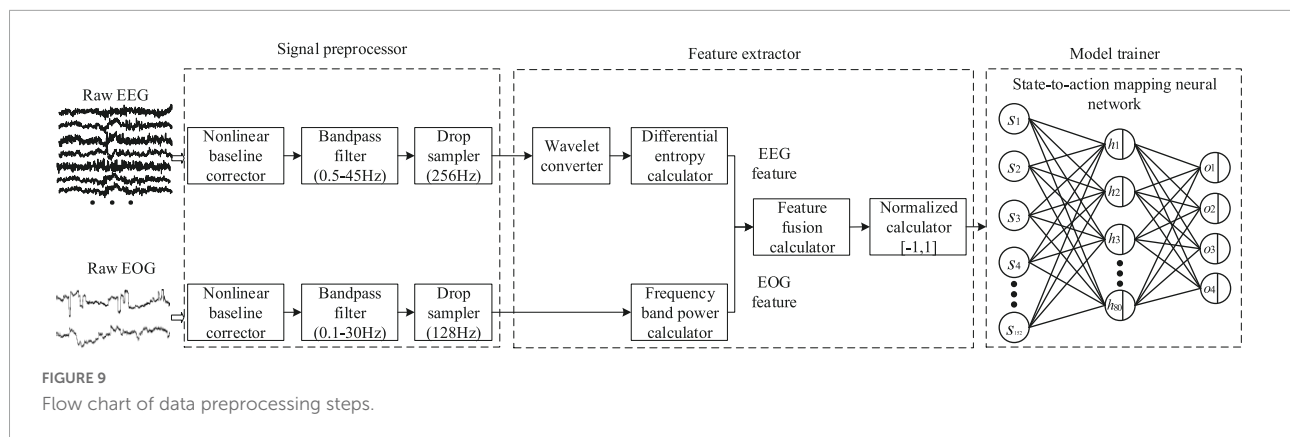 Signal preprocessor
Feature extractor
Model trainer
Raw EEG
Nonlinear
baseline
corrector
Bandpass
filter
(0.5-45Hz)
Drop
sampler
(256Hz)
Wavelet
converter
Differential
entropy
calculator
EEG
feature
Raw EOG
Nonlinear
baseline
corrector
Bandpass
filter
(0.1-30Hz)
Drop
sampler
(128Hz)
Frequency
band power
calculator
EOG
feature
Feature
fusion
calculator
Normalized
calculator
[-1,1]
State-to-action mapping neural
network
S1
S2
S3
S4
S152
h1
h2
h3
h80
o1
o2
o3
o4
FIGURE 9
Flow chart of data preprocessing steps.